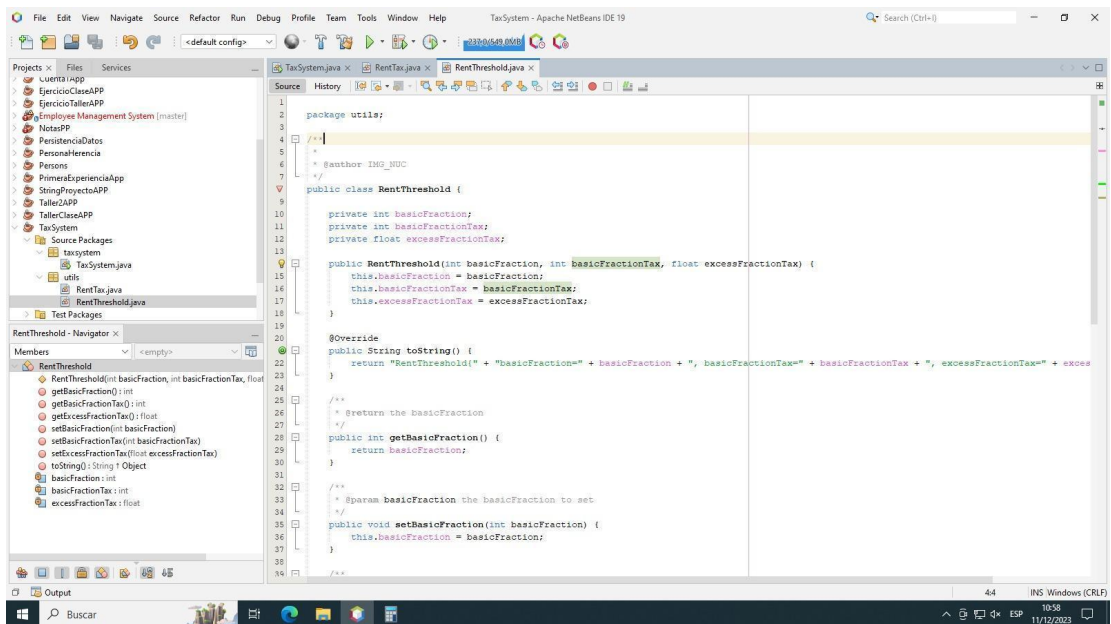 File Edit View Navigate Source Refactor Run Debug Profile Team Tools Window Help TaxSystem - Apache NetBeans IDE 19 Search (Ctrl+I)
<default config> 237,0/649,0MB
Projects × Files Services
CuentaTApp
EjercicioClaseAPP
EjercicioTallerAPP
Employee Management System [master]
NotasPP
PersistenciaDatos
PersonaHerencia
Persons
PrimeraExperienciaApp
StringProyectoAPP
Taller2APP
TallerClaseAPP
TaxSystem
Source Packages
taxsystem
TaxSystem.java
utils
RentTax.java
RentThreshold.java
Test Packages
RentThreshold - Navigator ×
Members <empty>
RentThreshold
RentThreshold(int basicFraction, int basicFractionTax, float
getBasicFraction() : int
getBasicFractionTax() : int
getExcessFractionTax() : float
setBasicFraction(int basicFraction)
setBasicFractionTax(int basicFractionTax)
setExcessFractionTax(float excessFractionTax)
toString() : String ↑ Object
basicFraction : int
basicFractionTax : int
excessFractionTax : float
TaxSystem.java × RentTax.java × RentThreshold.java ×
Source History
1
2 package utils;
3
4 /**
5 *
6 * @author IMG_NUC
7 */
public class RentThreshold {
9
10 private int basicFraction;
11 private int basicFractionTax;
12 private float excessFractionTax;
13
public RentThreshold(int basicFraction, int basicFractionTax, float excessFractionTax) {
15 this.basicFraction = basicFraction;
16 this.basicFractionTax = basicFractionTax;
17 this.excessFractionTax = excessFractionTax;
18 }
19
20 @Override
public String toString() {
22 return "RentThreshold{" + "basicFraction=" + basicFraction + ", basicFractionTax=" + basicFractionTax + ", excessFractionTax=" + exces
23 }
24
25 /**
26 * @return the basicFraction
27 */
28 public int getBasicFraction() {
29 return basicFraction;
30 }
31
32 /**
33 * @param basicFraction the basicFraction to set
34 */
35 public void setBasicFraction(int basicFraction) {
36 this.basicFraction = basicFraction;
37 }
38
39 /**
Output 4:4 INS Windows (CRLF)
Buscar ESP 10:58
11/12/2023